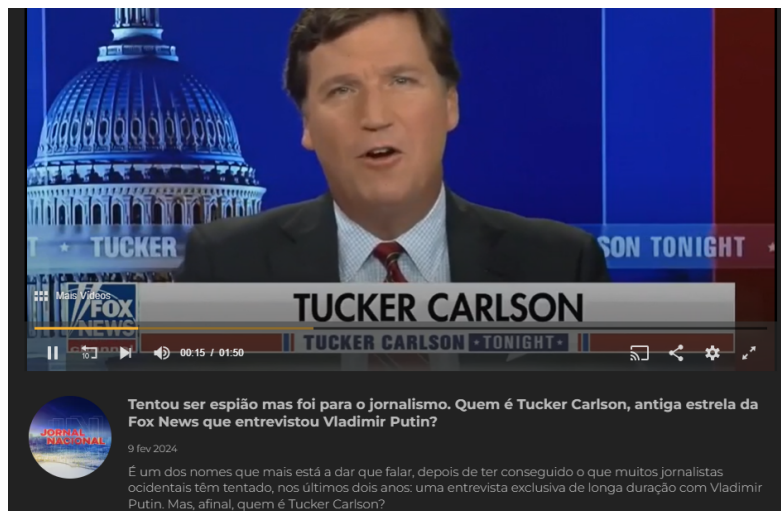 T ★ TUCKER
SON TONIGHT ★
Mais Vídeos
FOX
NEWS
channel
TUCKER CARLSON
TUCKER CARLSON ★TONIGHT★
10
00:15 / 01:50
JN
JORNAL
NACIONAL
Tentou ser espião mas foi para o jornalismo. Quem é Tucker Carlson, antiga estrela da
Fox News que entrevistou Vladimir Putin?
9 fev 2024
É um dos nomes que mais está a dar que falar, depois de ter conseguido o que muitos jornalistas
ocidentais têm tentado, nos últimos dois anos: uma entrevista exclusiva de longa duração com Vladimir
Putin. Mas, afinal, quem é Tucker Carlson?